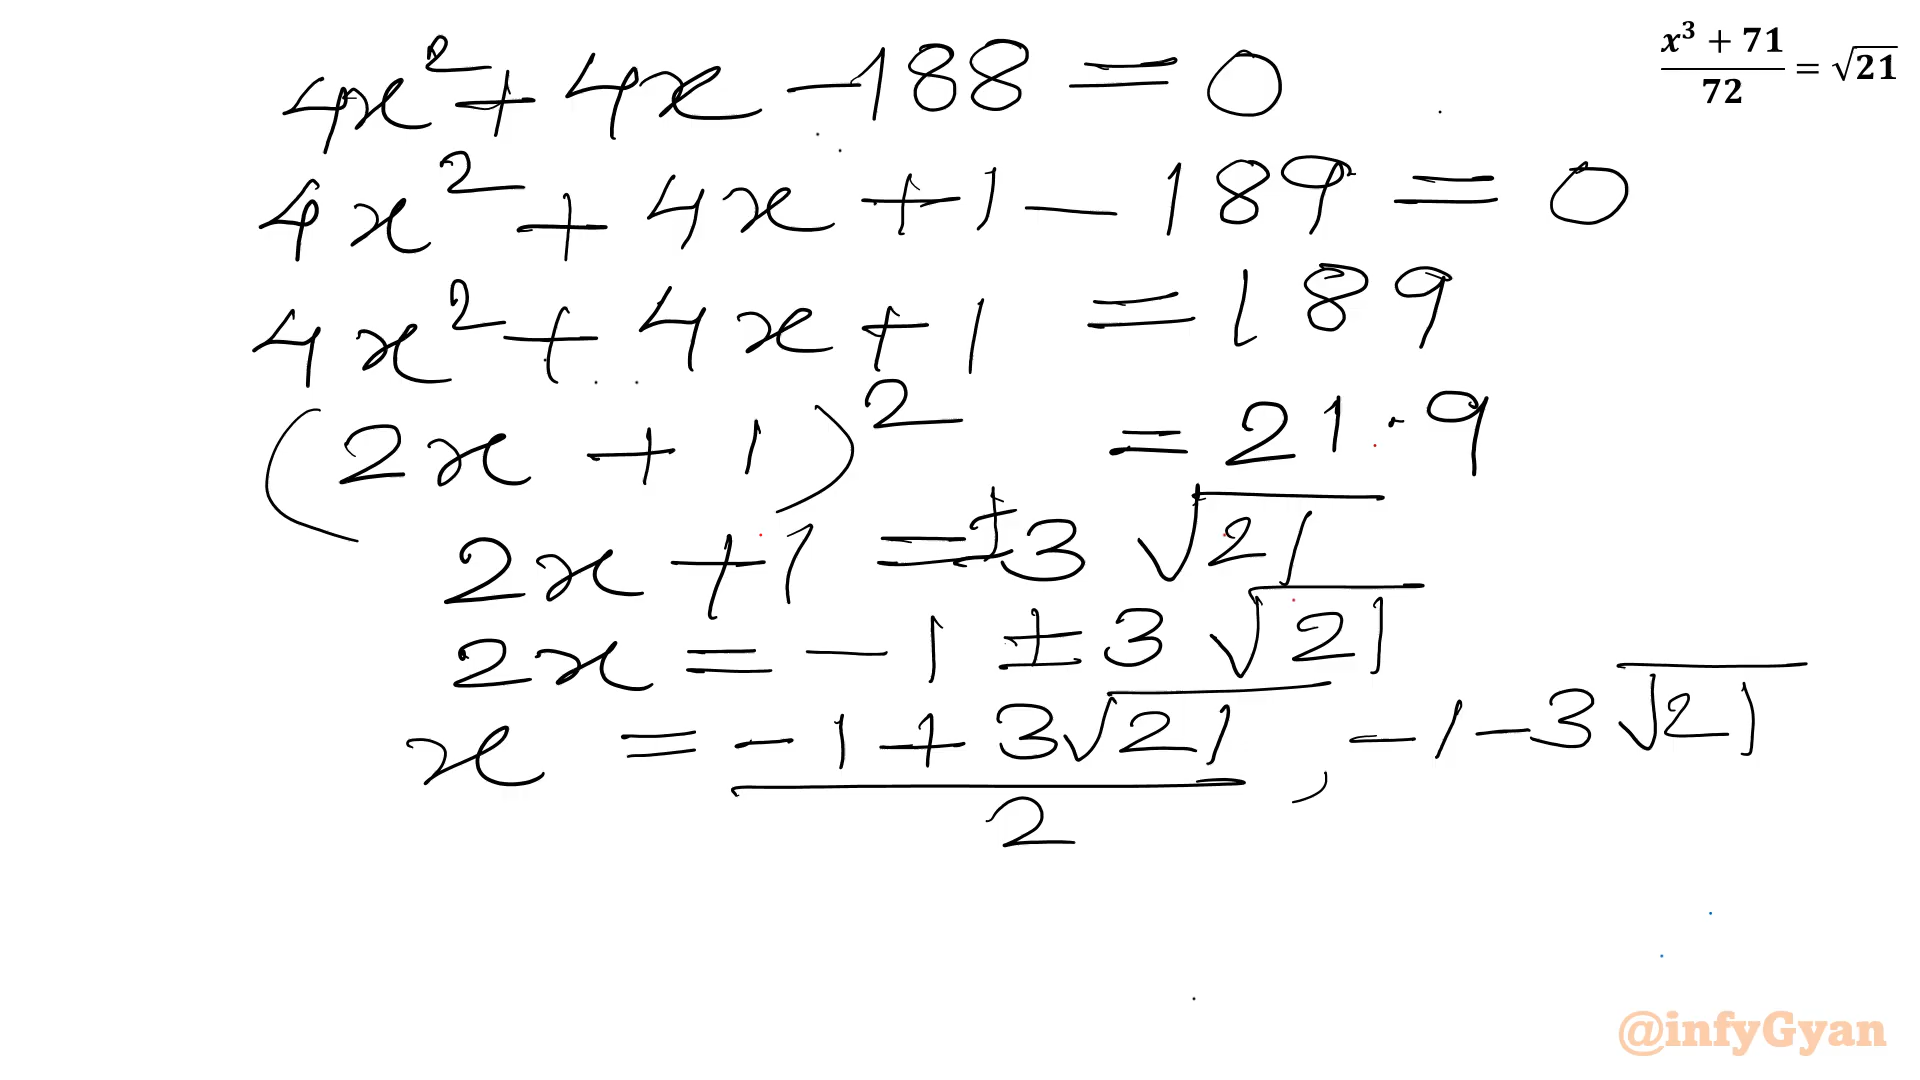 4x² + 4x - 188 = 0
(x³ + 71)/72 = √21
4x² + 4x + 1 - 189 = 0
4x² + 4x + 1 = 189
(2x + 1)² = 21 · 9
2x + 1 = ± 3 √21
2x = - 1 ± 3 √21
x = (- 1 + 3√21)/2 , - 1 - 3 √21
@infyGyan